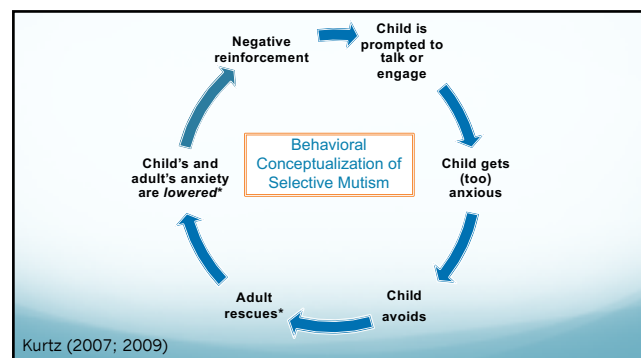 Negative
reinforcement
Child is
prompted to
talk or
engage
Child gets
(too)
anxious
Child
avoids
Adult
rescues*
Child's and
adult's anxiety
are lowered*
Behavioral
Conceptualization of
Selective Mutism
Kurtz (2007; 2009)